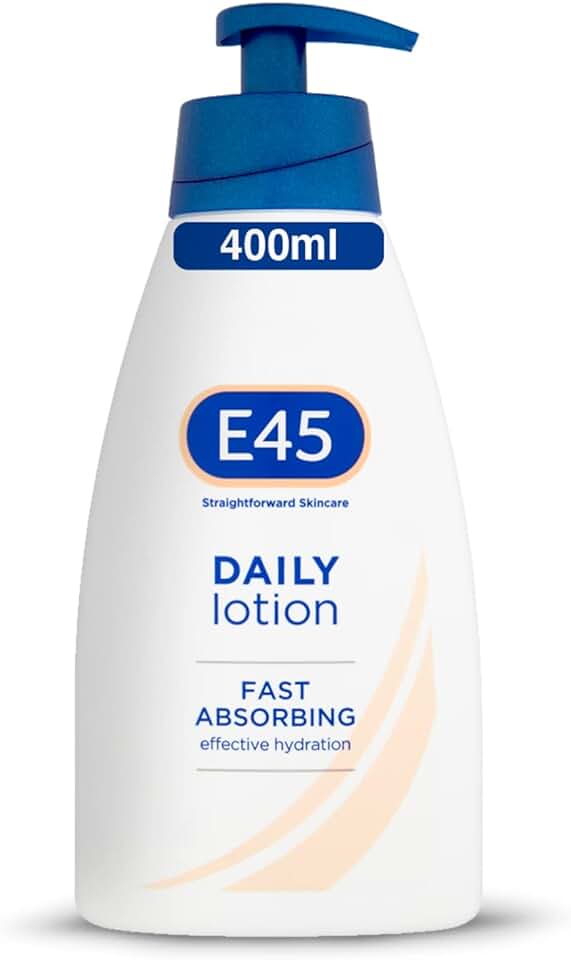 400ml
E45
Straightforward Skincare
DAILY
lotion
FAST
ABSORBING
effective hydration